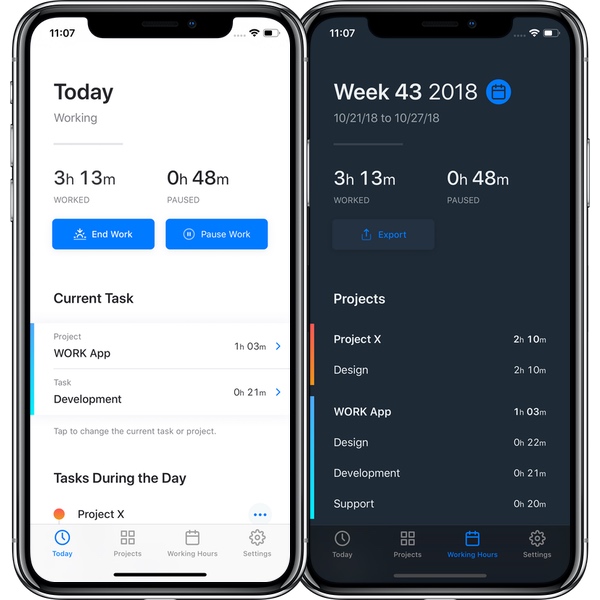 11:07
Today
Working
3h 13m
0h 48m
WORKED
PAUSED
End Work
Pause Work
Current Task
Project
WORK App
1h 03m
Task
Development
0h 21m
Tap to change the current task or project.
Tasks During the Day
Project X
Today
Projects
Working Hours
Settings
11:07
Week 43 2018
10/21/18 to 10/27/18
3h 13m
0h 48m
WORKED
PAUSED
Export
Projects
Project X
2h 10m
Design
2h 10m
WORK App
1h 03m
Design
0h 22m
Development
0h 21m
Support
0h 20m
Today
Projects
Working Hours
Settings